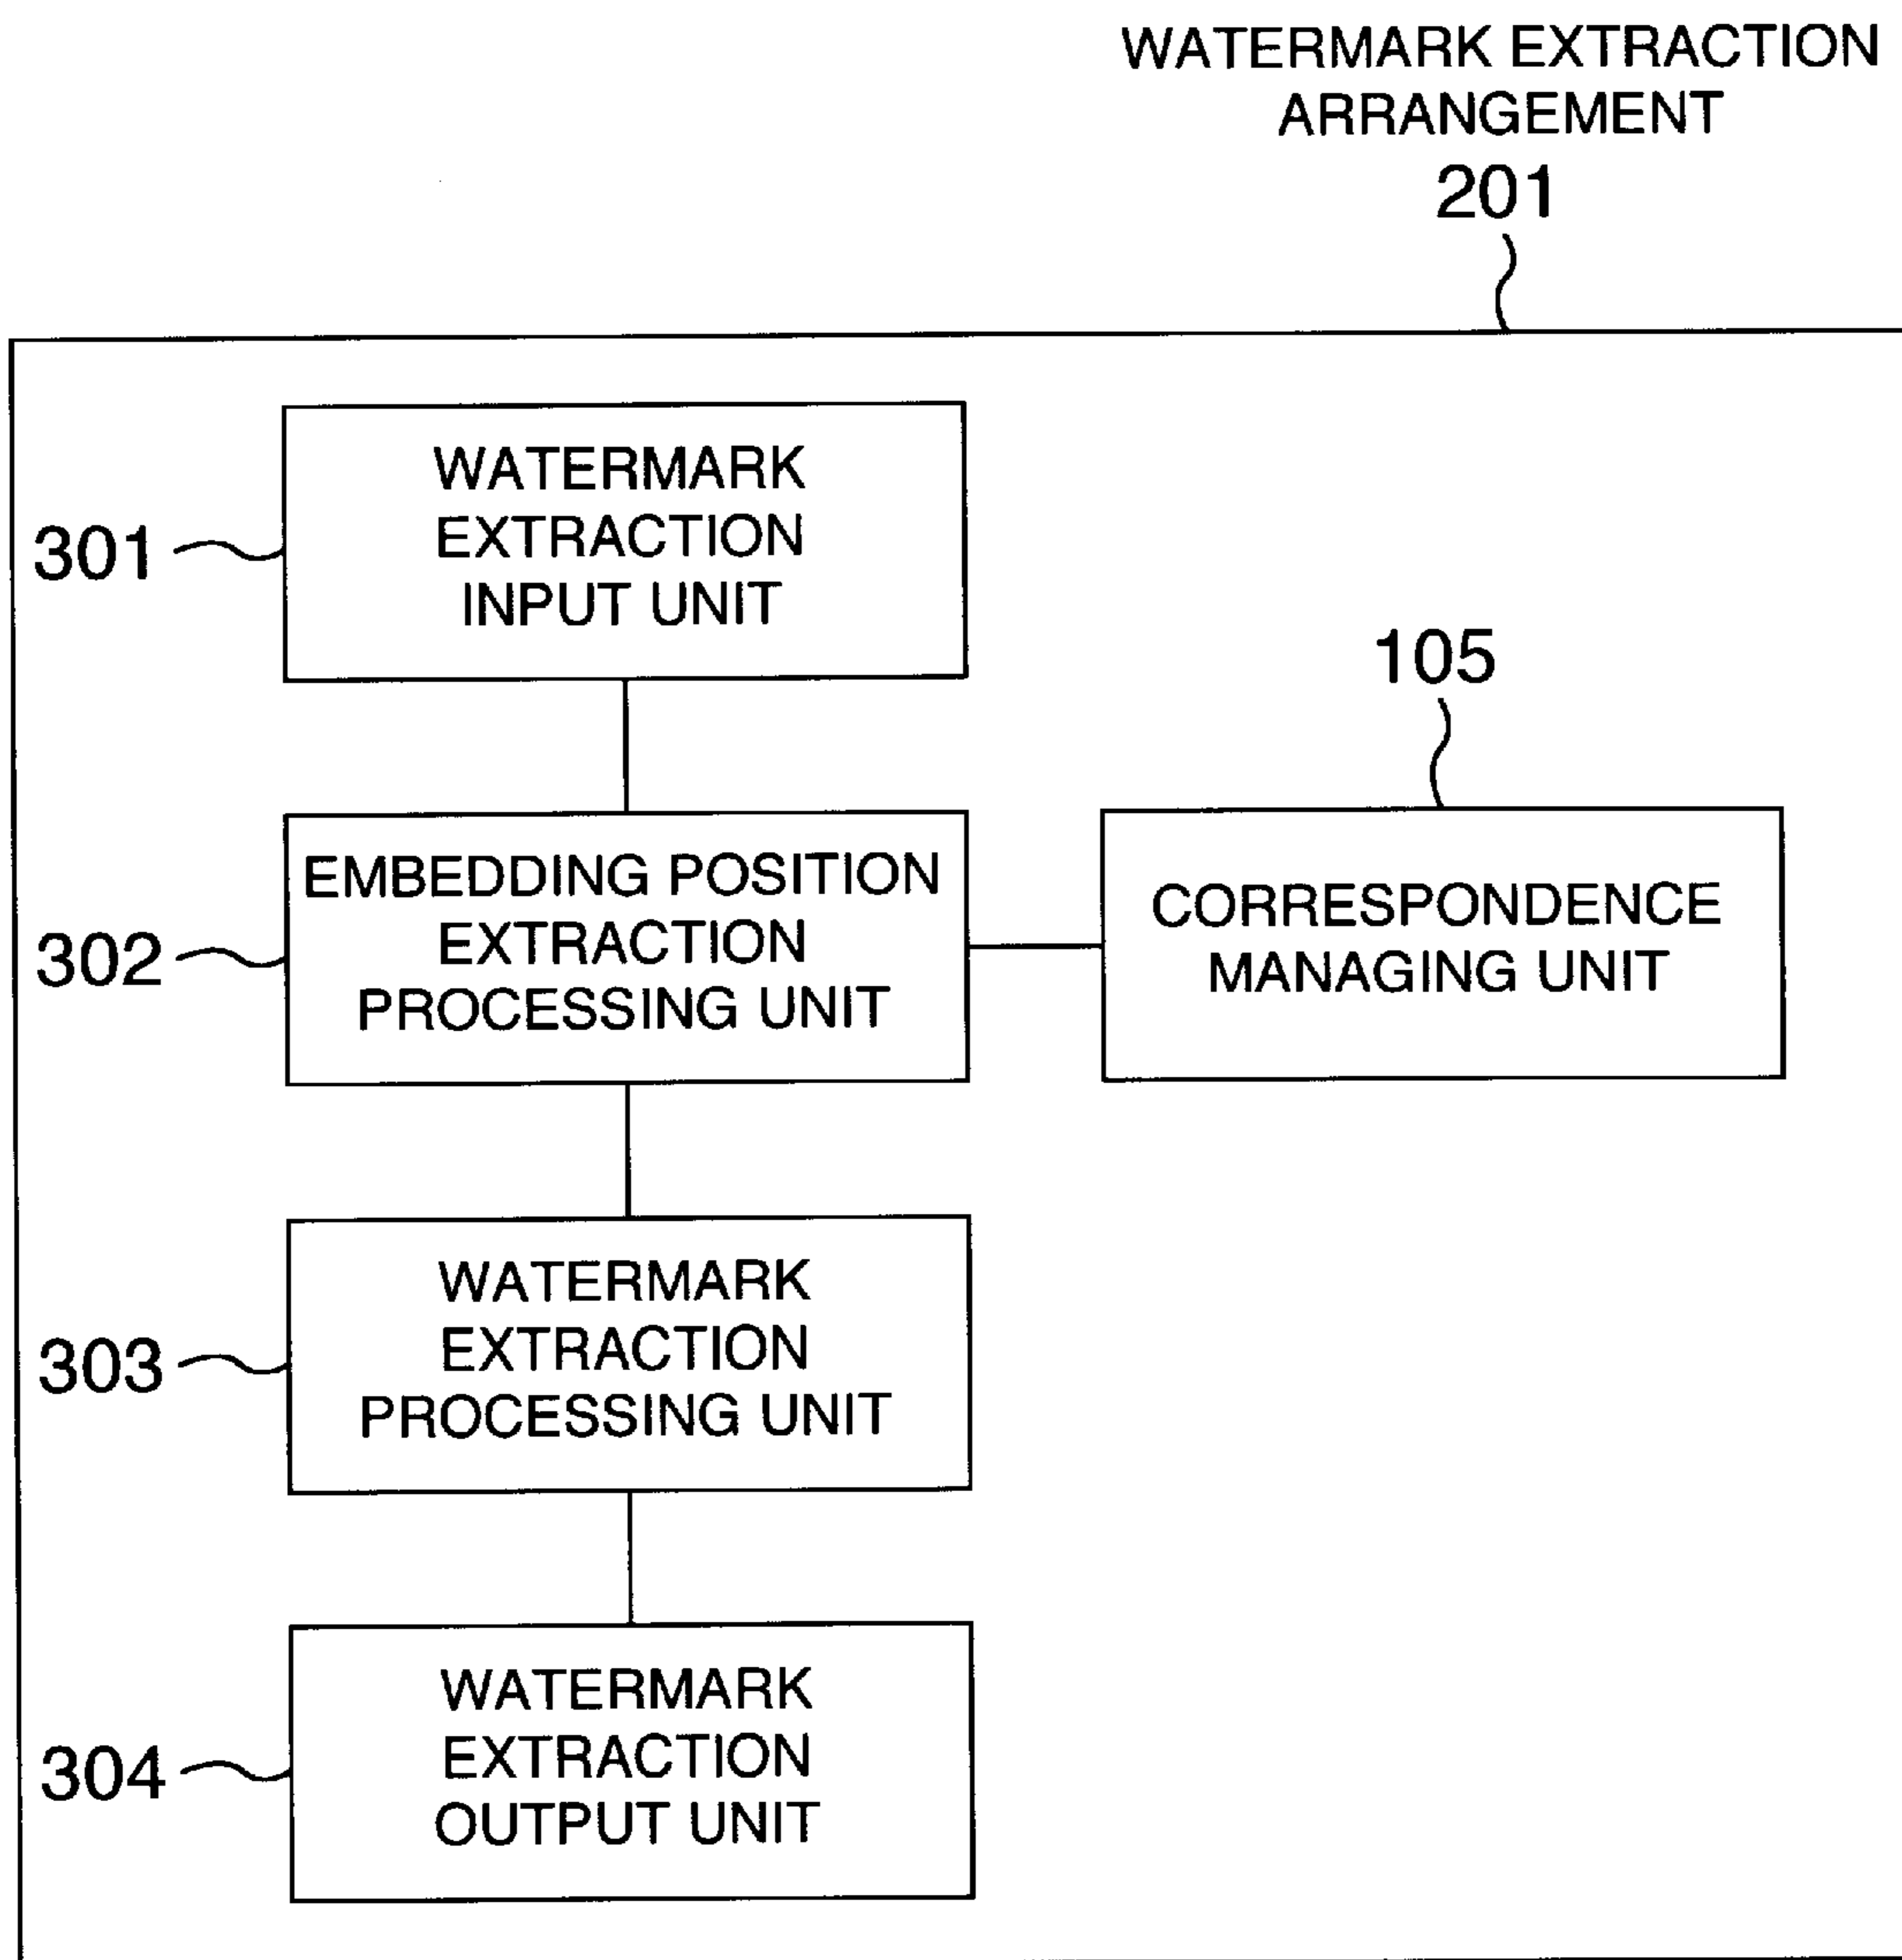 WATERMARK EXTRACTION
ARRANGEMENT
201
301
WATERMARK
EXTRACTION
INPUT UNIT
105
302
EMBEDDING POSITION
EXTRACTION
PROCESSING UNIT
CORRESPONDENCE
MANAGING UNIT
303
WATERMARK
EXTRACTION
PROCESSING UNIT
304
WATERMARK
EXTRACTION
OUTPUT UNIT